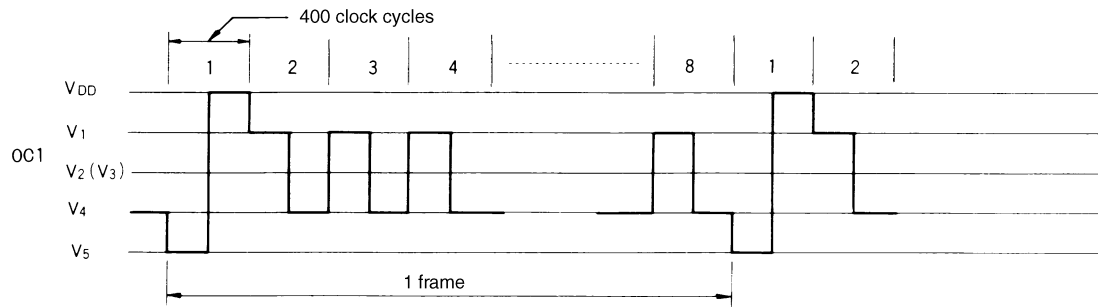 400 clock cycles
1 2 3 4 8 1 2
VDD
V1
OC1
V2 (V3)
V4
V5
1 frame